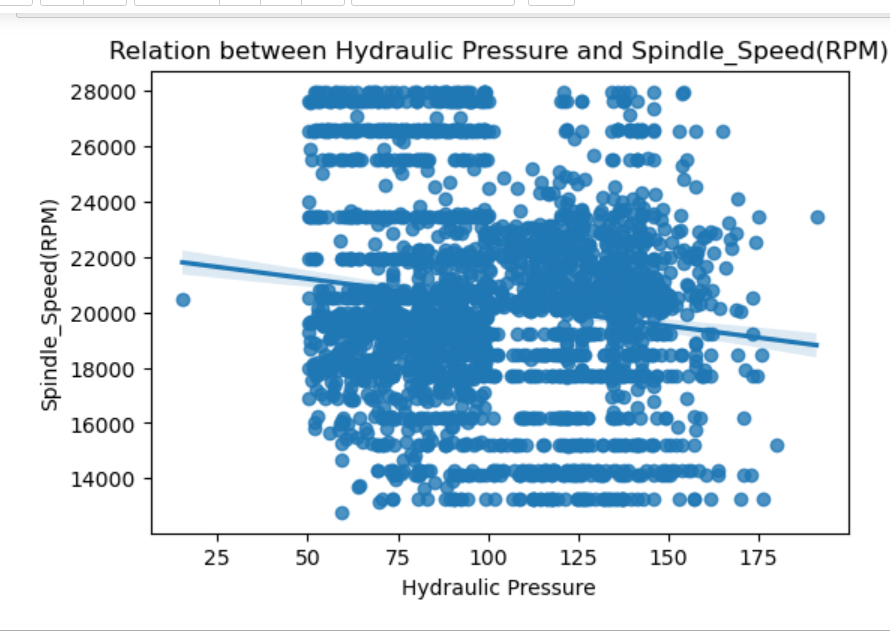 Relation between Hydraulic Pressure and Spindle_Speed(RPM)
28000
26000
24000
22000
20000
18000
16000
14000
Spindle_Speed(RPM)
25 50 75 100 125 150 175
Hydraulic Pressure